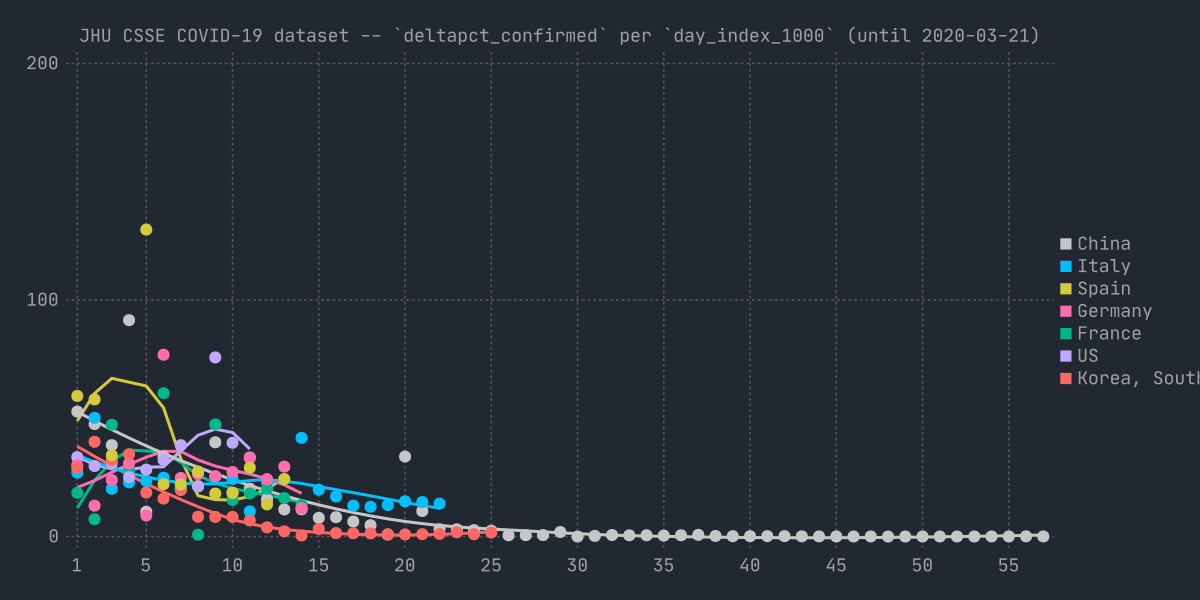 JHU CSSE COVID-19 dataset -- `deltapct_confirmed` per `day_index_1000` (until 2020-03-21)
200
100
0
1 5 10 15 20 25 30 35 40 45 50 55
China
Italy
Spain
Germany
France
US
Korea, South